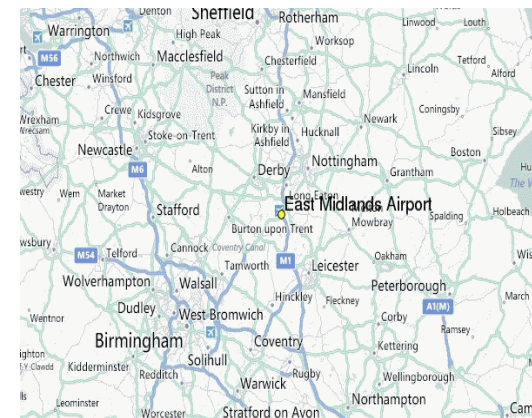 Denton
Sheffield
Rotherham
Linwood
Louth
Warrington
High Peak
Worksop
M56
Northwich
Macclesfield
Chesterfield
Tetford
Alford
Chester
Winsford
Peak
District
N.P.
Lincoln
Sutton in
Ashfield
Mansfield
Crewe
Kidsgrove
Coningsby
Wrexham
Wrecsam
Stoke-on-Trent
Kirkby in
Ashfield
Hucknall
Newark
Sibsey
Newcastle
Boston
M6
Alton
Derby
Nottingham
Grantham
Wem
Market
Drayton
Long Eaton
East Midlands Airport
Stafford
Mowbray
Spalding
Holbeach
Burton upon Trent
Cannock
Coventry Canal
M54
Telford
Tamworth
M1
Leicester
Oakham
Wolverhampton
Walsall
Peterborough
Hinckley
Fleckney
March
Dudley
West Bromwich
A1(M)
Wentnor
Corby
Ramsey
Birmingham
Coventry
Kettering
Solihull
Kidderminster
Redditch
Rugby
Wellingborough
Warwick
Leominster
Worcester
Stratford on Avon
Northampton